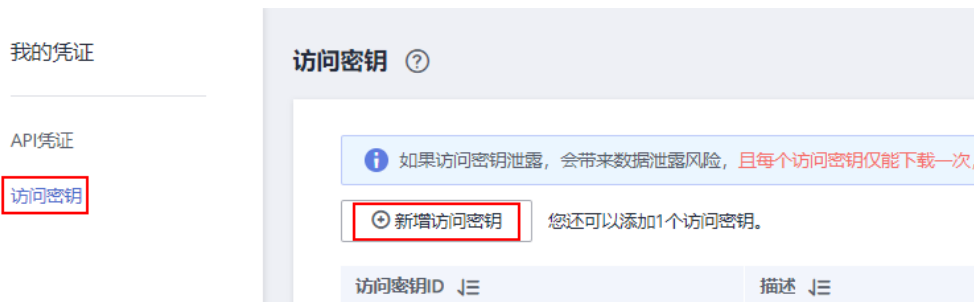 我的凭证
访问密钥
API凭证
访问密钥
如果访问密钥泄露，会带来数据泄露风险，且每个访问密钥仅能下载一次，
新增访问密钥 您还可以添加1个访问密钥。
访问密钥ID 描述